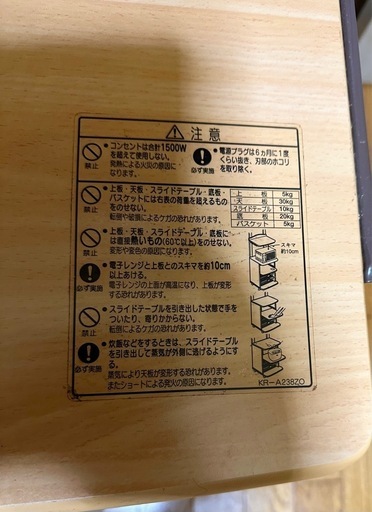 ⚠注意
●コンセントは合計1500W
を超えて使用しない。
発熱による火災の原因になります。
禁止
●電源プラグは6ヵ月に1度
くらい抜き、刃部のホコリ
を取り除く。
必ず実施
●上板・天板・スライドテーブル・底板・
バスケットには右表の荷重を超えるもの
をのせない。
転倒や破損によるケガの恐れがあります。
禁止
上板 5kg
天板 30kg
スライドテーブル 10kg
底板 20kg
バスケット 5kg
●上板・天板・スライドテーブル・底板に
は直接熱いもの(60℃以上)をのせない。
変形や変色の原因になります。
禁止
スキマ
約10cm
●電子レンジと上板とのスキマを約10cm
以上あける。
電子レンジの上面が高温になり、上板が変形
する恐れがあります。
必ず実施
●スライドテーブルを引き出した状態で手を
ついたり、寄りかからない。
転倒によるケガの恐れがあります。
禁止
●炊飯などをするときは、スライドテーブル
を引き出して蒸気が外側に逃げるようにす
る。
蒸気により天板が変形する恐れがあります。
またショートによる発火の原因になります。
必ず実施
KR-A238ZO